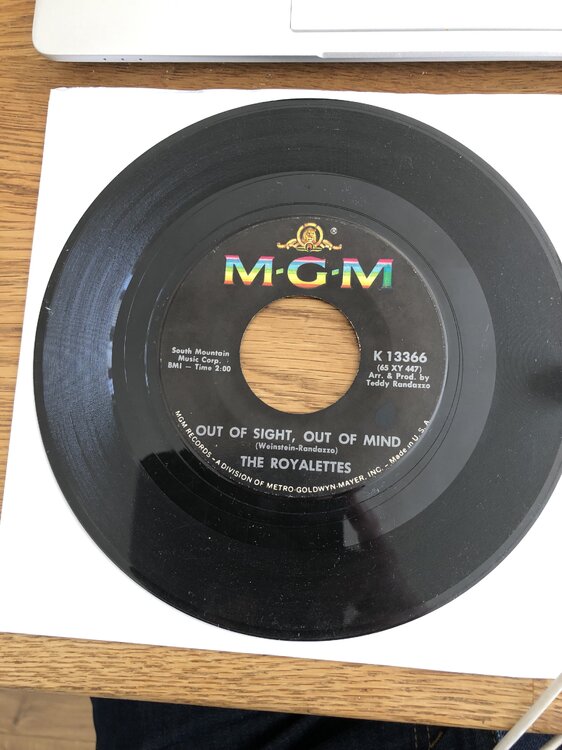 ®
M-G-M
South Mountain
Music Corp.
BMI — Time 2:00
K 13366
(65 XY 447)
Arr. & Prod. by
Teddy Randazzo
OUT OF SIGHT, OUT OF MIND
(Weinstein-Randazzo)
THE ROYALETTES
MGM RECORDS – A DIVISION OF METRO-GOLDWYN-MAYER, INC. – Made in U.S.A.